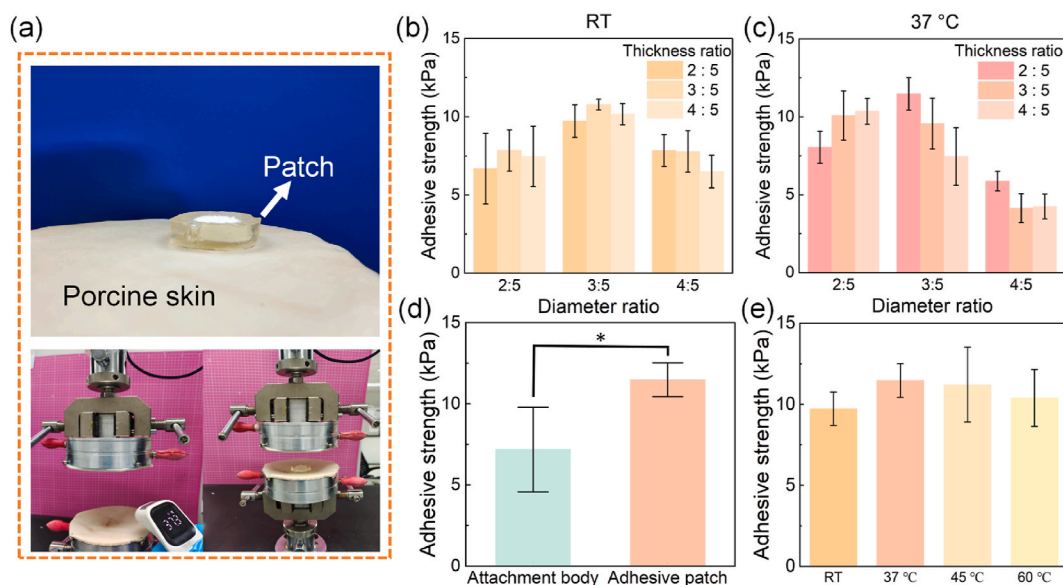 (a)
Patch
Porcine skin
(b)
RT
Adhesive strength (kPa)
15
10
5
0
Thickness ratio
2 : 5
3 : 5
4 : 5
2:5
3:5
4:5
Diameter ratio
(c)
37 °C
Adhesive strength (kPa)
15
10
5
0
Thickness ratio
2 : 5
3 : 5
4 : 5
2:5
3:5
4:5
Diameter ratio
(d)
Adhesive strength (kPa)
15
10
5
0
*
Attachment body
Adhesive patch
(e)
Adhesive strength (kPa)
15
10
5
0
RT
37 ℃
45 ℃
60 ℃